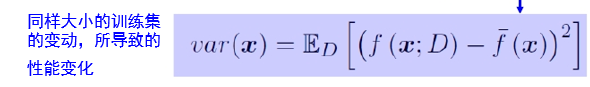 同样大小的训练集
的变动，所导致的
性能变化
var(x) = 𝔼_D [(f (x; D) − f̄ (x))²]